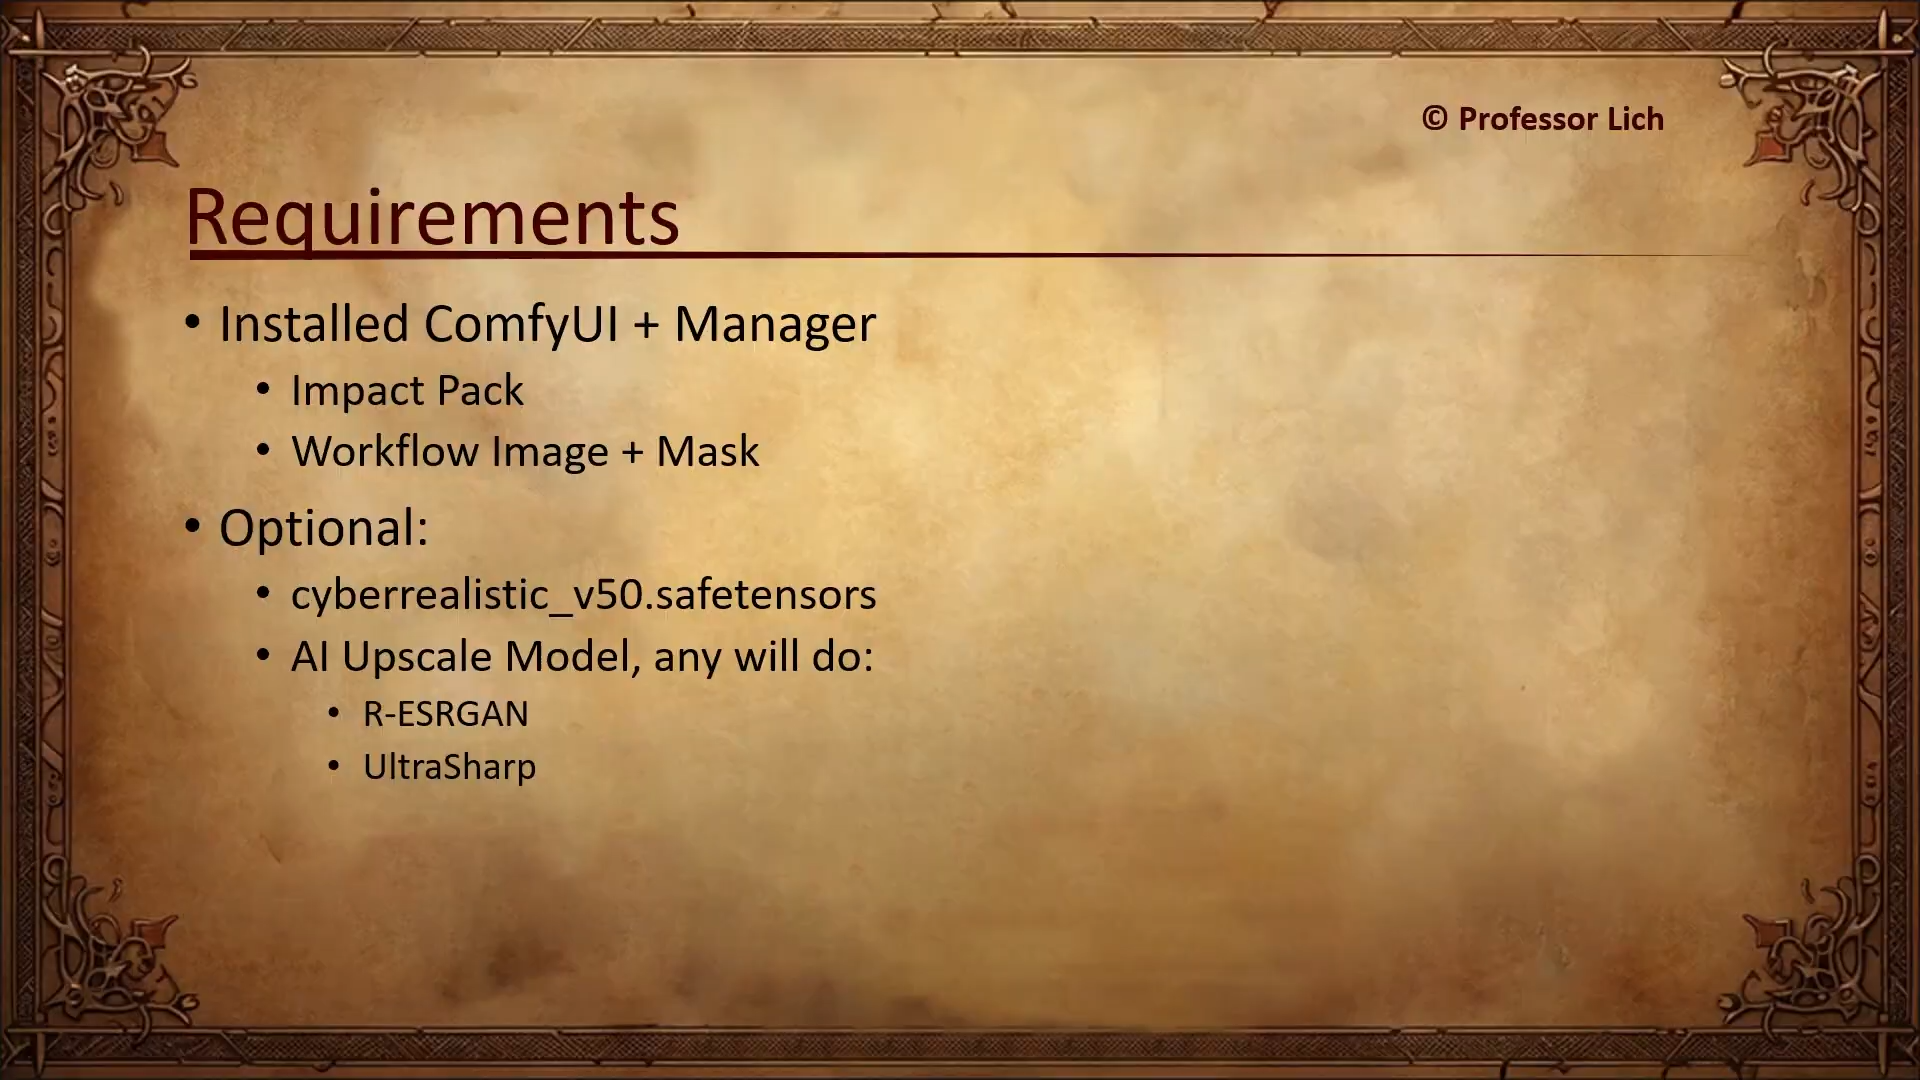 © Professor Lich
Requirements
• Installed ComfyUI + Manager
• Impact Pack
• Workflow Image + Mask
• Optional:
• cyberrealistic_v50.safetensors
• AI Upscale Model, any will do:
• R-ESRGAN
• UltraSharp